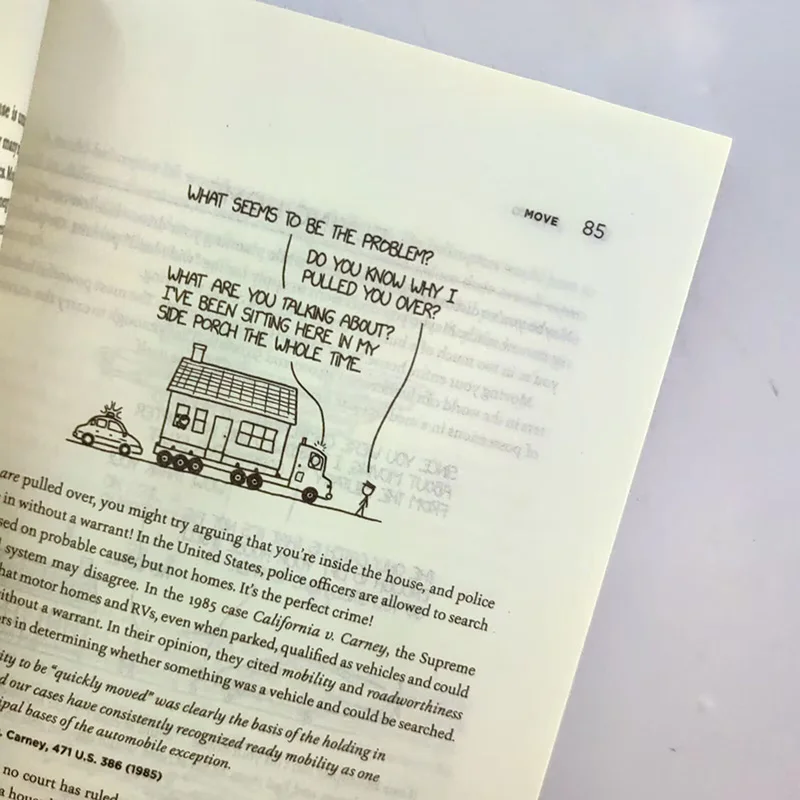 MOVE 85
WHAT SEEMS TO BE THE PROBLEM?
DO YOU KNOW WHY I
PULLED YOU OVER?
WHAT ARE YOU TALKING ABOUT?
I'VE BEEN SITTING HERE IN MY
SIDE PORCH THE WHOLE TIME.
are pulled over, you might try arguing that you're inside the house, and police
in without a warrant! In the United States, police officers are allowed to search
sed on probable cause, but not homes. It's the perfect crime!
system may disagree. In the 1985 case California v. Carney, the Supreme
hat motor homes and RVs, even when parked, qualified as vehicles and could
ithout a warrant. In their opinion, they cited mobility and roadworthiness
rs in determining whether something was a vehicle and could be searched.
ity to be "quickly moved" was clearly the basis of the holding in
d our cases have consistently recognized ready mobility as one
ipal bases of the automobile exception.
. Carney, 471 U.S. 386 (1985)
no court has ruled